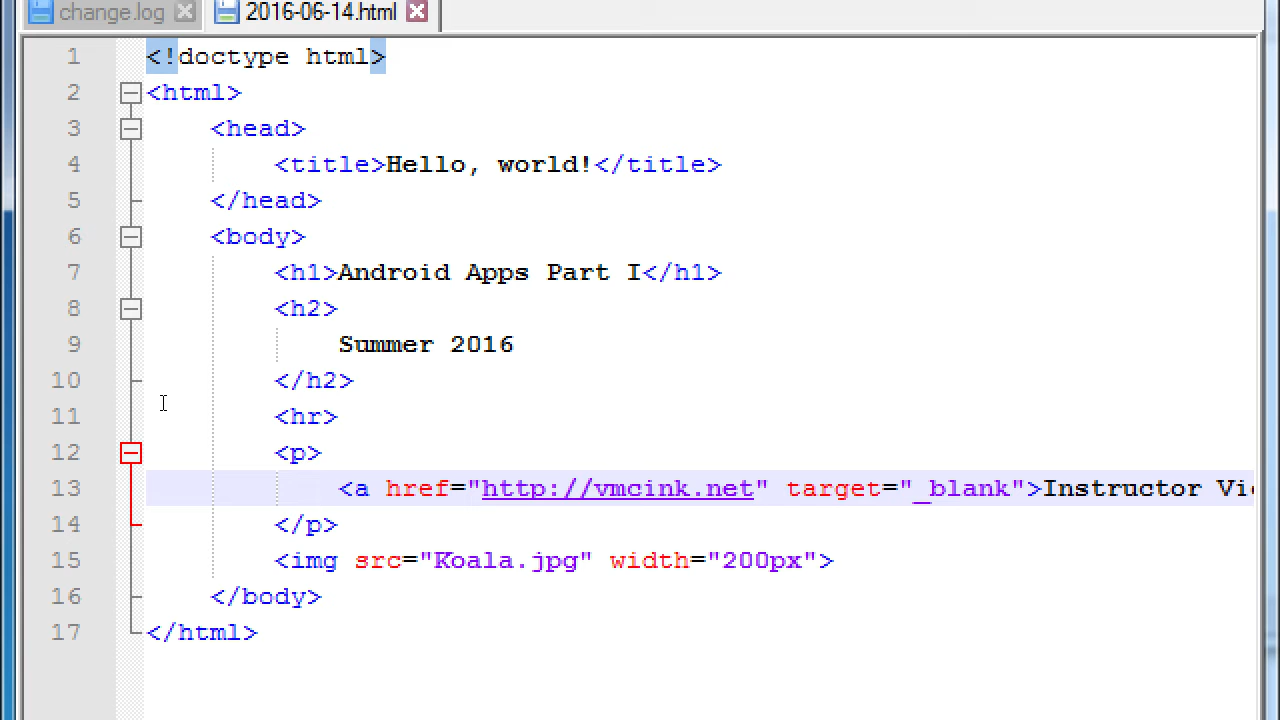 change.log 2016-06-14.html
1 <!doctype html>
2 <html>
3 <head>
4 <title>Hello, world!</title>
5 </head>
6 <body>
7 <h1>Android Apps Part I</h1>
8 <h2>
9 Summer 2016
10 </h2>
11 <hr>
12 <p>
13 <a href="http://vmcink.net" target="_blank">Instructor
14 </p>
15 <img src="Koala.jpg" width="200px">
16 </body>
17 </html>